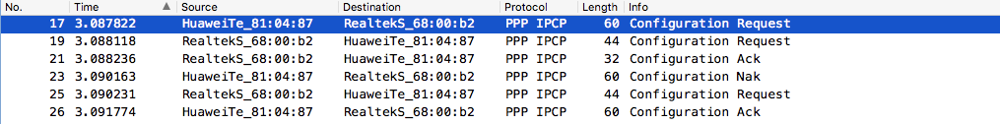 No. Time Source Destination Protocol Length Info
17 3.087822 HuaweiTe_81:04:87 RealtekS_68:00:b2 PPP IPCP 60 Configuration Request
19 3.088118 RealtekS_68:00:b2 HuaweiTe_81:04:87 PPP IPCP 44 Configuration Request
21 3.088236 RealtekS_68:00:b2 HuaweiTe_81:04:87 PPP IPCP 32 Configuration Ack
23 3.090163 HuaweiTe_81:04:87 RealtekS_68:00:b2 PPP IPCP 60 Configuration Nak
25 3.090231 RealtekS_68:00:b2 HuaweiTe_81:04:87 PPP IPCP 44 Configuration Request
26 3.091774 HuaweiTe_81:04:87 RealtekS_68:00:b2 PPP IPCP 60 Configuration Ack